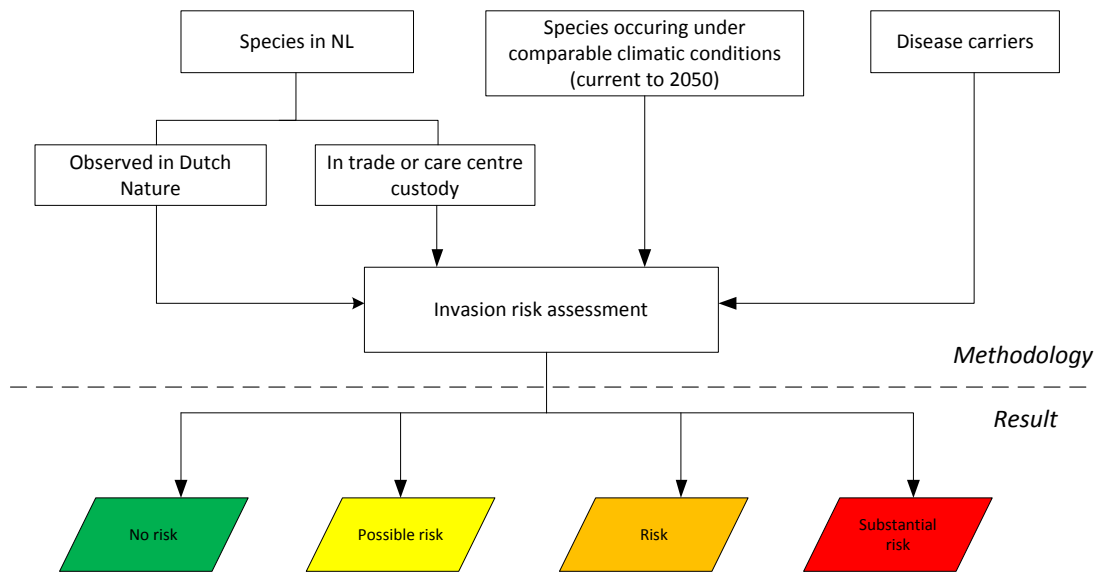 Species in NL
Species occuring under
comparable climatic conditions
(current to 2050)
Disease carriers
Observed in Dutch
Nature
In trade or care centre
custody
Invasion risk assessment
Methodology
Result
No risk
Possible risk
Risk
Substantial
risk